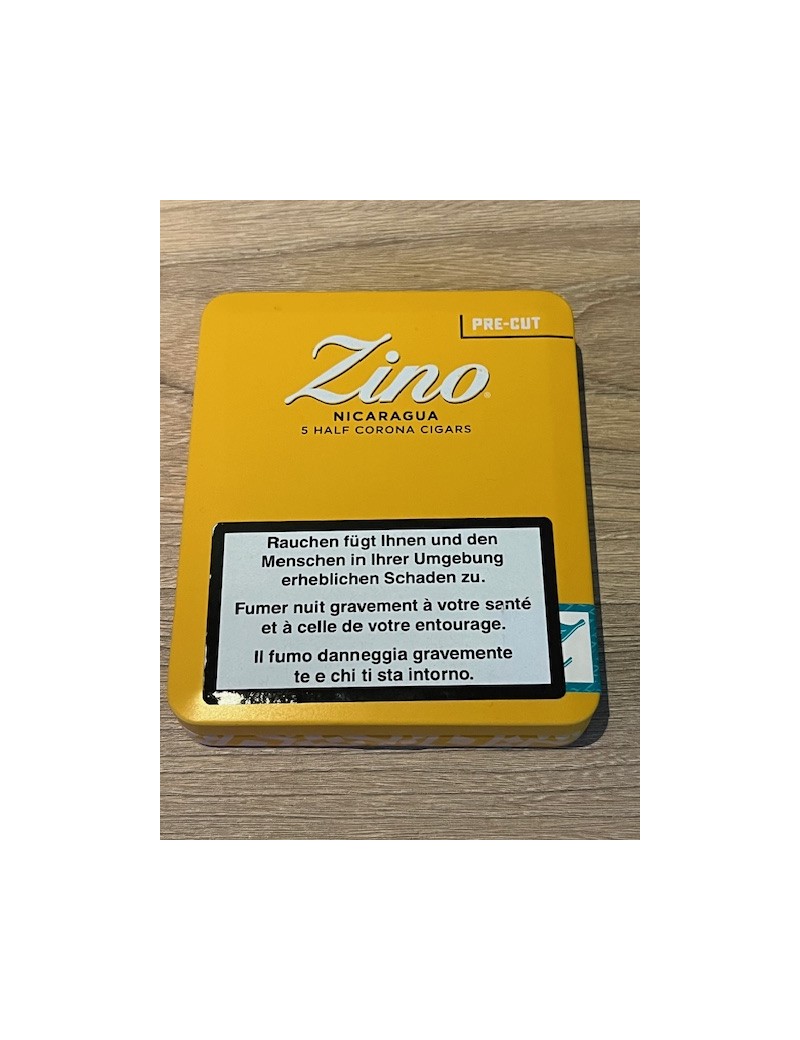 PRE-CUT
Zino®
NICARAGUA
5 HALF CORONA CIGARS
Rauchen fügt Ihnen und den
Menschen in Ihrer Umgebung
erheblichen Schaden zu.
Fumer nuit gravement à votre santé
et à celle de votre entourage.
Il fumo danneggia gravemente
te e chi ti sta intorno.
Z